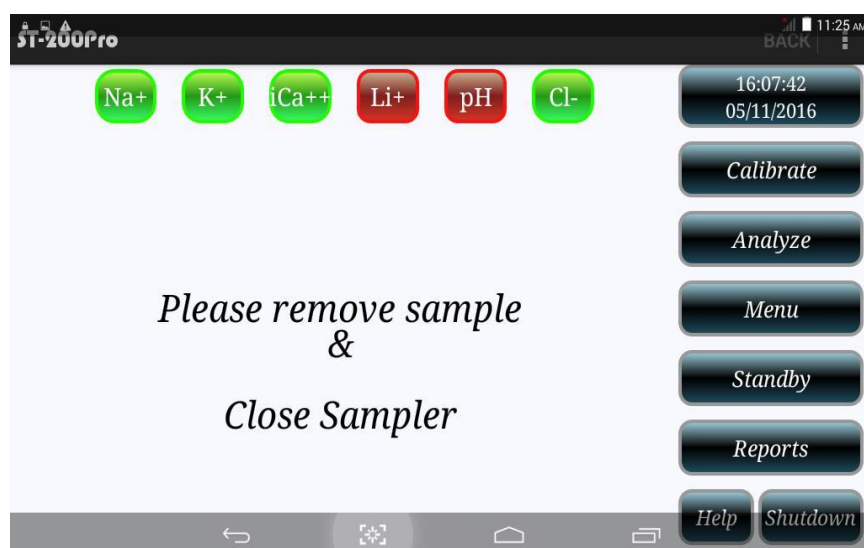 ST-200Pro
11:25 AM
BACK
Na+ K+ iCa++ Li+ pH Cl-
16:07:42
05/11/2016
Calibrate
Analyze
Menu
Standby
Reports
Help Shutdown
Please remove sample
&
Close Sampler